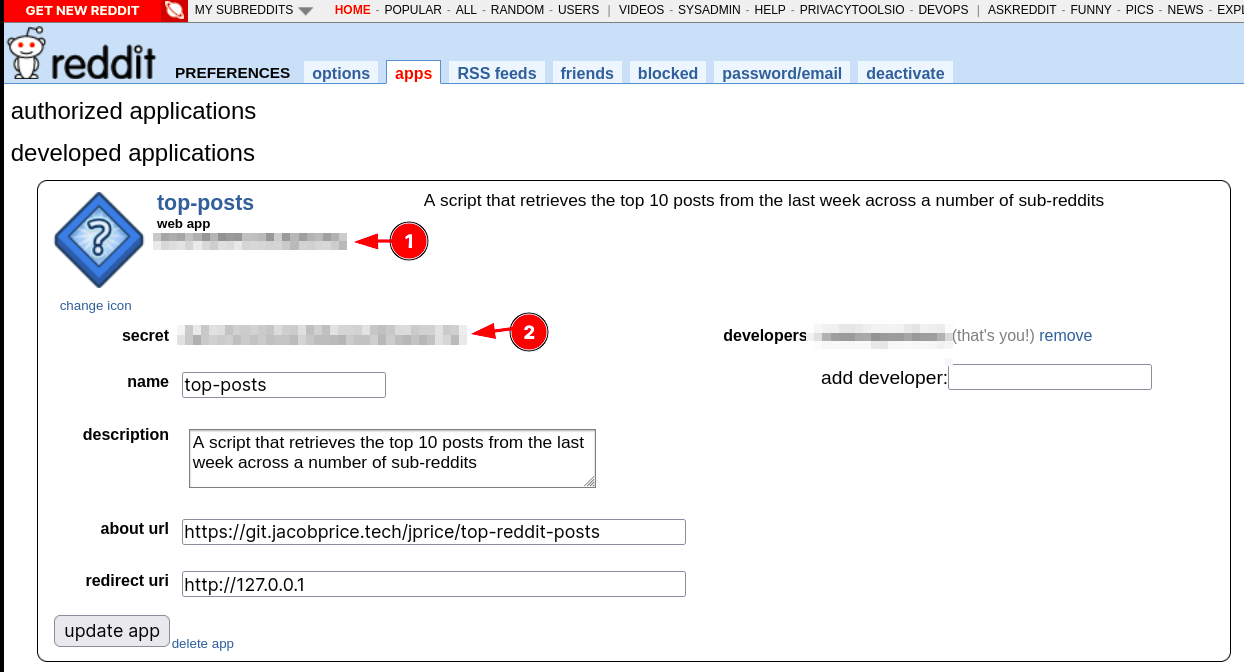 GET NEW REDDIT MY SUBREDDITS HOME - POPULAR - ALL - RANDOM - USERS | VIDEOS - SYSADMIN - HELP - PRIVACYTOOLSIO - DEVOPS | ASKREDDIT - FUNNY - PICS - NEWS - EXPL
reddit PREFERENCES options apps RSS feeds friends blocked password/email deactivate
authorized applications
developed applications
top-posts A script that retrieves the top 10 posts from the last week across a number of sub-reddits
web app
1
?
change icon
secret 2 developers (that's you!) remove
name top-posts add developer:
description A script that retrieves the top 10 posts from the last
week across a number of sub-reddits
about url https://git.jacobprice.tech/jprice/top-reddit-posts
redirect uri http://127.0.0.1
update app delete app